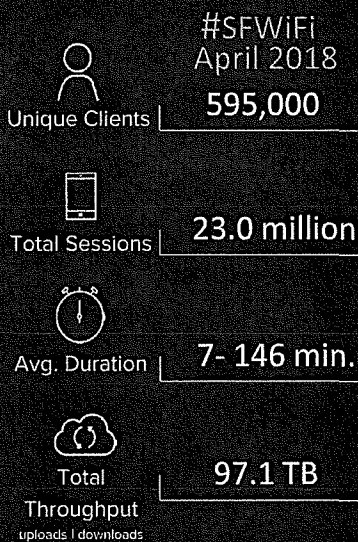 #SFWiFi
April 2018
Unique Clients 595,000
Total Sessions 23.0 million
Avg. Duration 7- 146 min.
Total
Throughput 97.1 TB
uploads | downloads